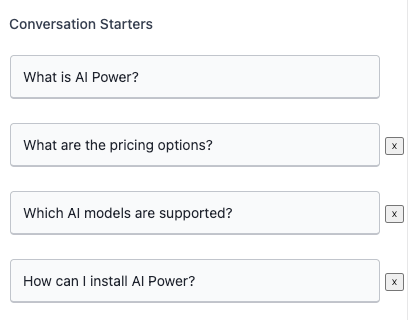 Conversation Starters
What is AI Power?
What are the pricing options?
x
Which AI models are supported?
x
How can I install AI Power?
x